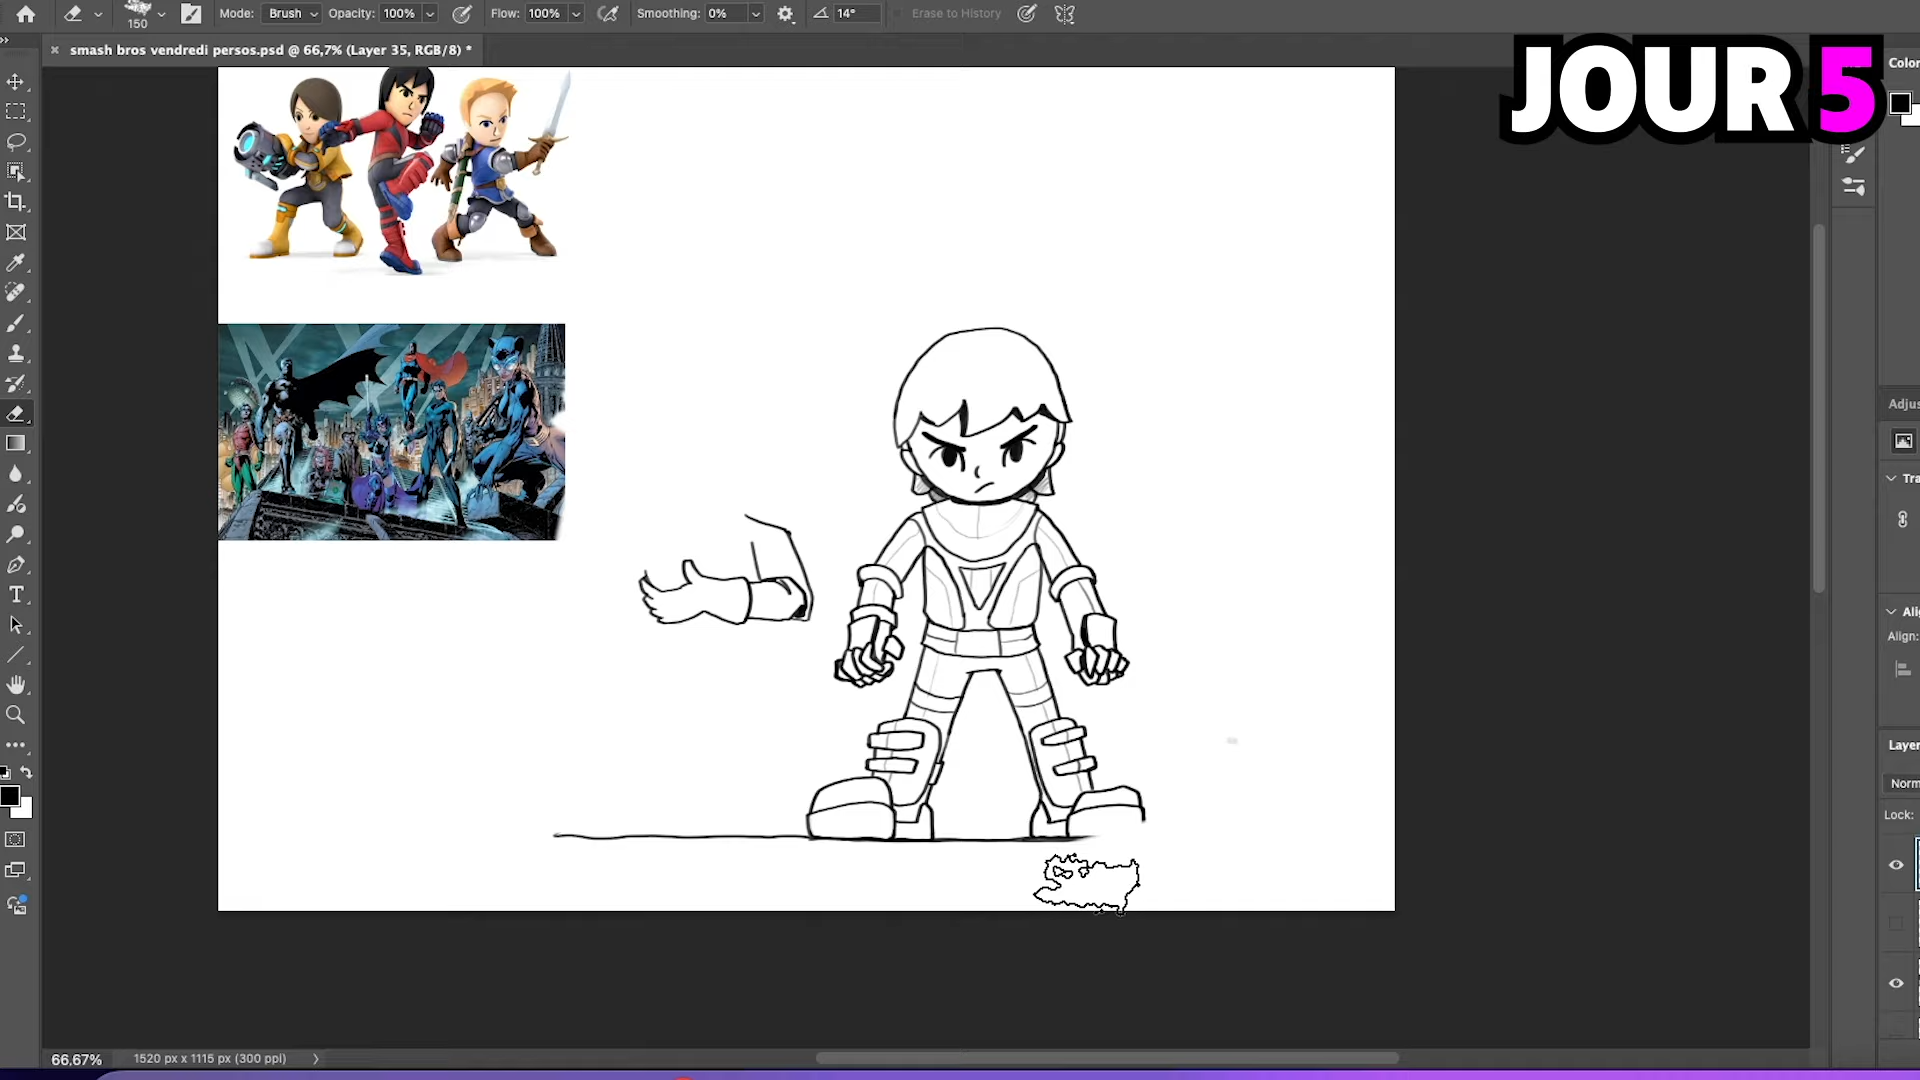 Mode: Brush Opacity: 100% Flow: 100% Smoothing: 0% 14° Erase to History
150
smash bros vendredi persos.psd @ 66,7% (Layer 35, RGB/8) *
JOUR 5
Color
Adjus
Tra
Ali
Align:
Layer
Norm
Lock:
66,67% 1520 px x 1115 px (300 ppi)